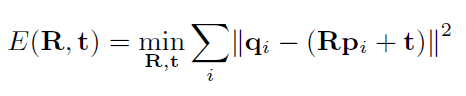 E(R, t) = min_{R,t} ∑_i ‖q_i − (Rp_i + t)‖²